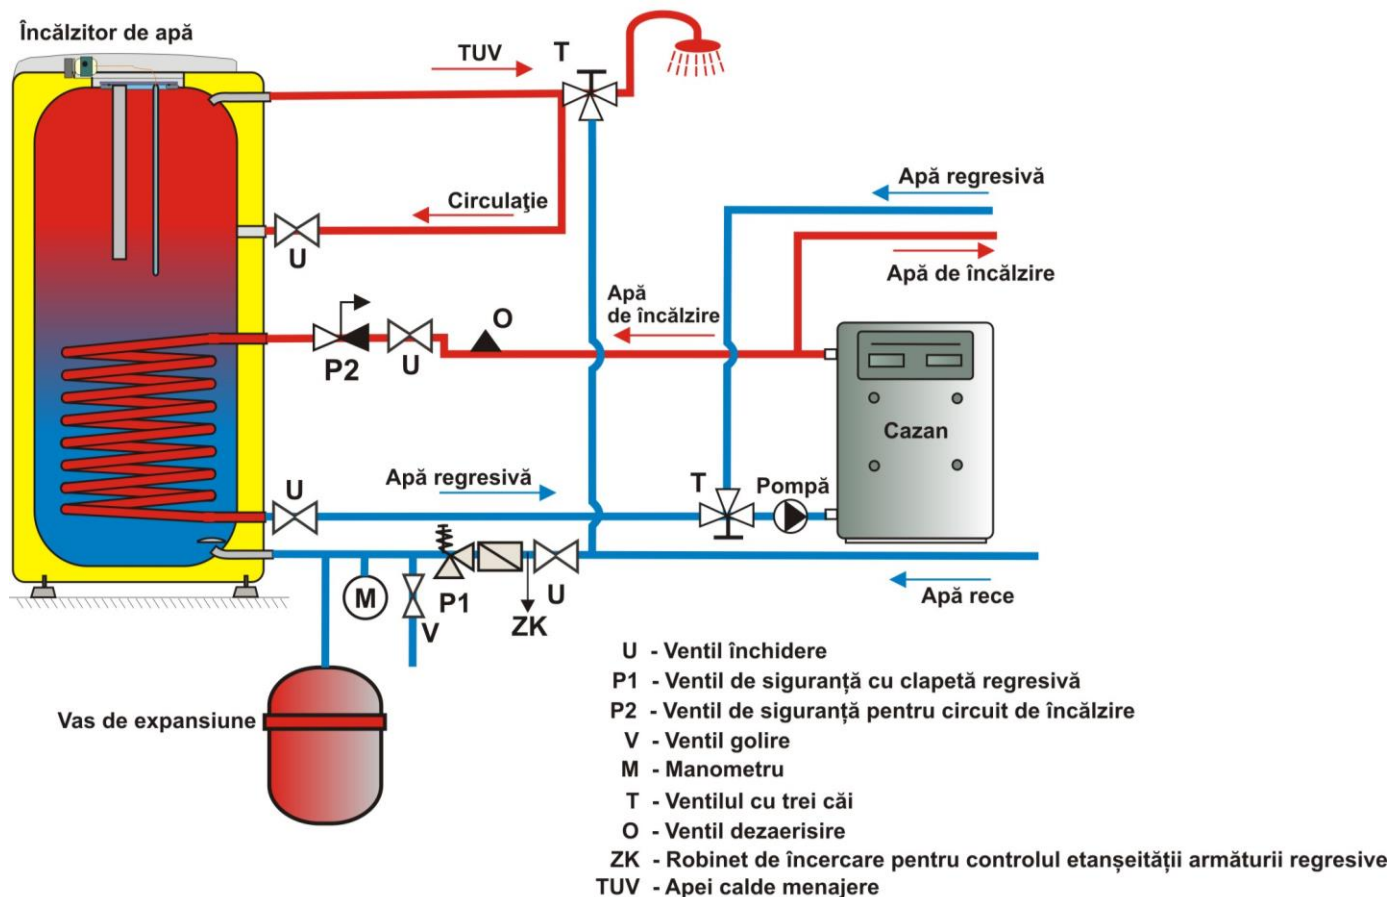 Încălzitor de apă
TUV
T
Apă regresivă
Circulaţie
U
Apă de încălzire
Apă
de încălzire
O
P2
U
Cazan
Apă regresivă
U
T
Pompă
M
V
P1
ZK
U
Apă rece
Vas de expansiune
U - Ventil închidere
P1 - Ventil de siguranță cu clapetă regresivă
P2 - Ventil de siguranță pentru circuit de încălzire
V - Ventil golire
M - Manometru
T - Ventilul cu trei căi
O - Ventil dezaerisire
ZK - Robinet de încercare pentru controlul etanșeității armăturii regresive
TUV - Apei calde menajere